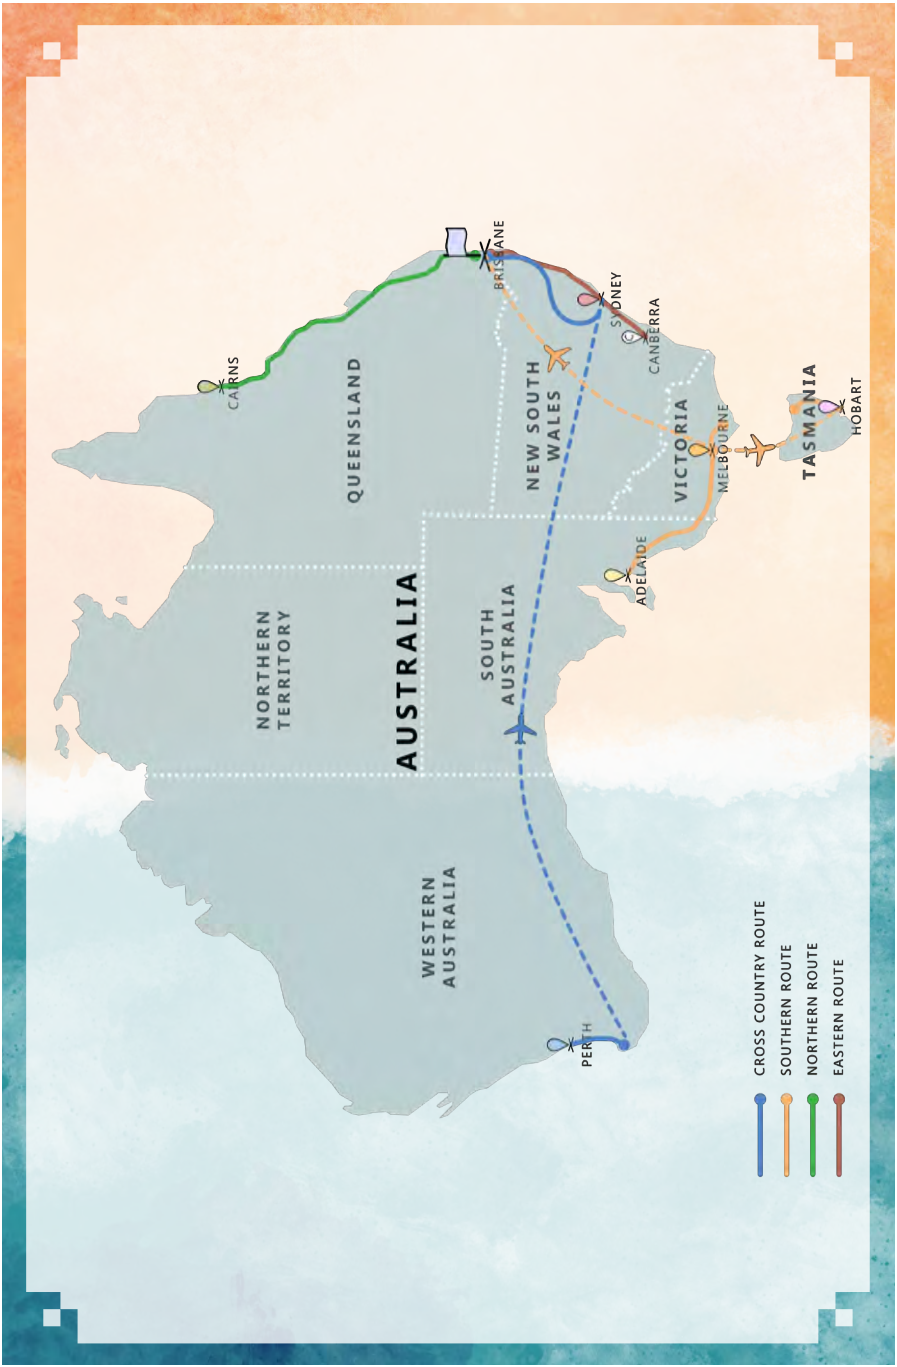 AUSTRALIA
NORTHERN
TERRITORY
QUEENSLAND
WESTERN
AUSTRALIA
SOUTH
AUSTRALIA
NEW SOUTH
WALES
VICTORIA
TASMANIA
CAIRNS
BRISBANE
SYDNEY
CANBERRA
MELBOURNE
HOBART
ADELAIDE
PERTH
CROSS COUNTRY ROUTE
SOUTHERN ROUTE
NORTHERN ROUTE
EASTERN ROUTE